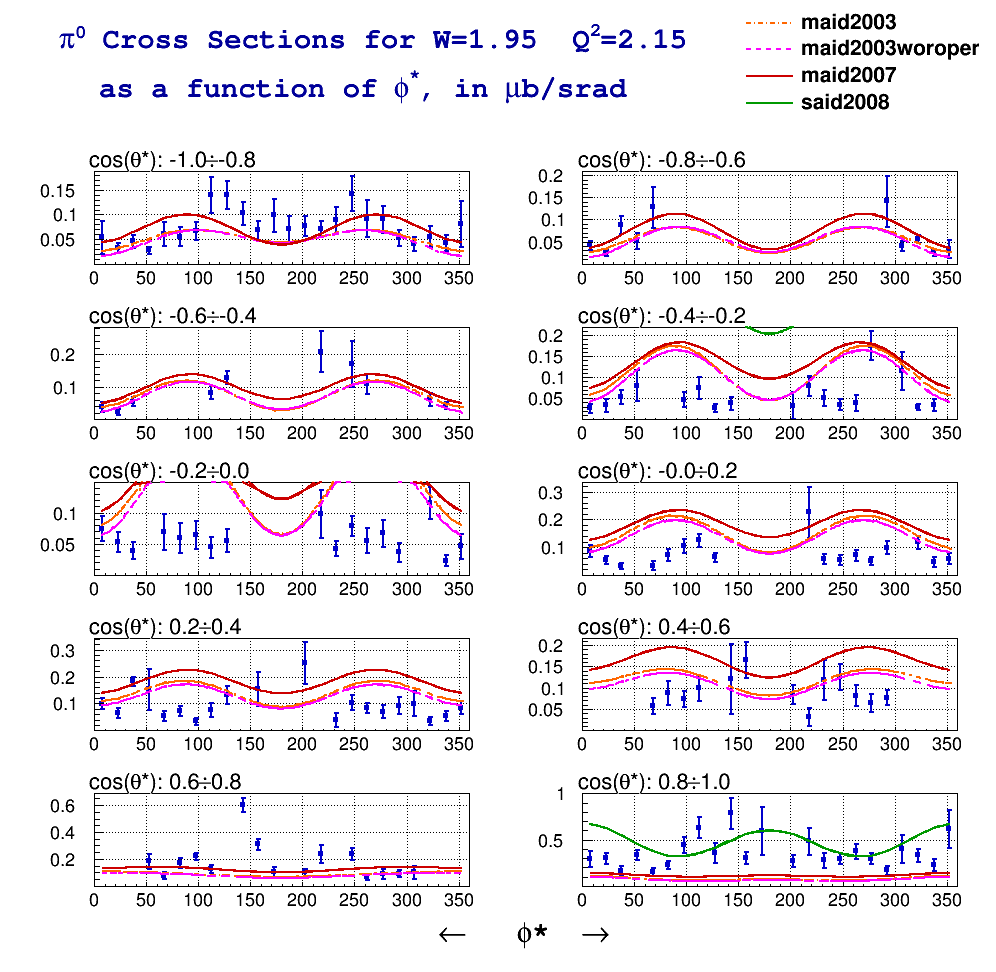 π⁰ Cross Sections for W=1.95 Q²=2.15
as a function of ϕ*, in μb/srad
maid2003
maid2003woroper
maid2007
said2008
cos(θ*): -1.0÷-0.8
0.15
0.1
0.05
0 50 100 150 200 250 300 350
cos(θ*): -0.8÷-0.6
0.2
0.15
0.1
0.05
0 50 100 150 200 250 300 350
cos(θ*): -0.6÷-0.4
0.2
0.1
0 50 100 150 200 250 300 350
cos(θ*): -0.4÷-0.2
0.2
0.15
0.1
0.05
0 50 100 150 200 250 300 350
cos(θ*): -0.2÷0.0
0.1
0.05
0 50 100 150 200 250 300 350
cos(θ*): -0.0÷0.2
0.3
0.2
0.1
0 50 100 150 200 250 300 350
cos(θ*): 0.2÷0.4
0.3
0.2
0.1
0 50 100 150 200 250 300 350
cos(θ*): 0.4÷0.6
0.2
0.15
0.1
0.05
0 50 100 150 200 250 300 350
cos(θ*): 0.6÷0.8
0.6
0.4
0.2
0 50 100 150 200 250 300 350
cos(θ*): 0.8÷1.0
1
0.5
0 50 100 150 200 250 300 350
← ϕ* →